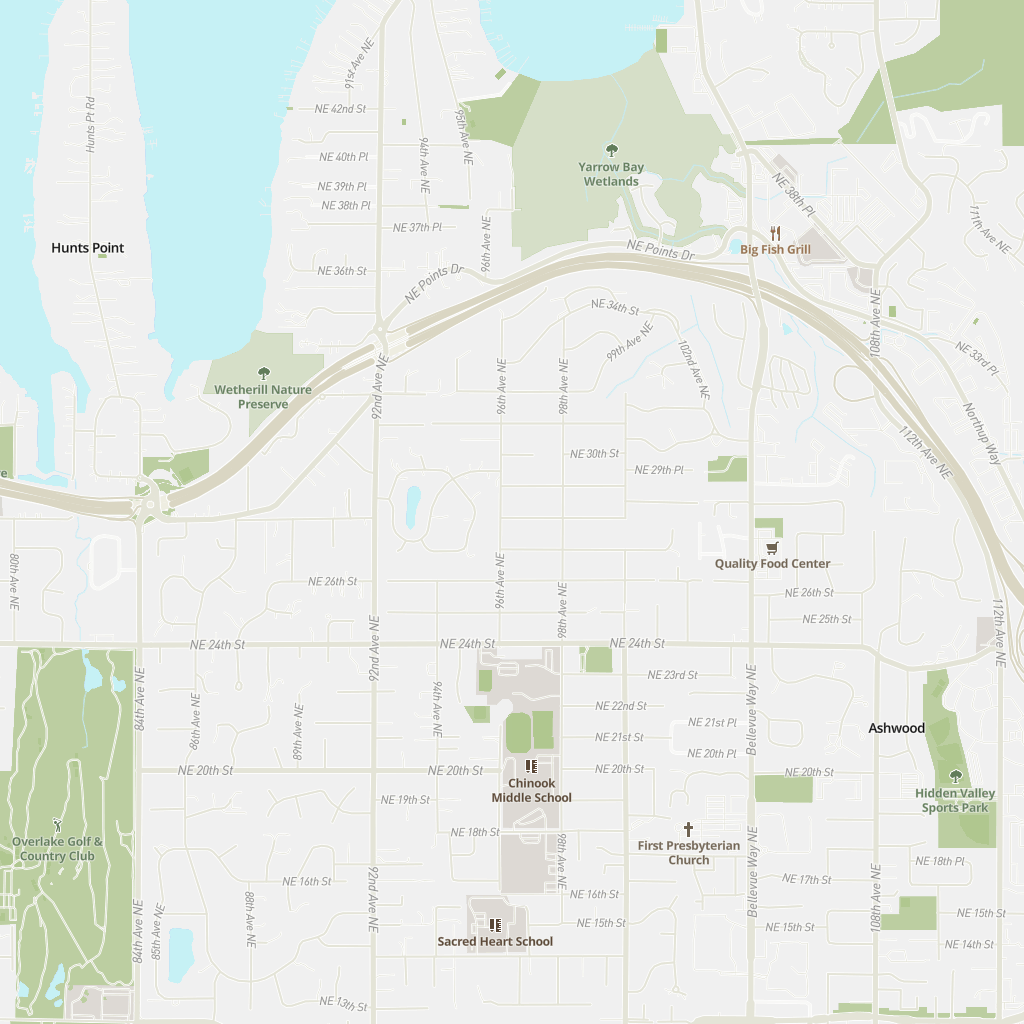 91st Ave NE
NE 42nd St
95th Ave NE
Hunts Pt Rd
94th Ave NE
NE 40th Pl
Yarrow Bay
Wetlands
NE 39th Pl
NE 38th Pl
NE 38th Pl
NE 37th Pl
96th Ave NE
111th Ave NE
Hunts Point
Big Fish Grill
NE Points Dr
NE 36th St
NE Points Dr
NE 34th St
108th Ave NE
99th Ave NE
102nd Ave NE
NE 33rd Pl
Wetherill Nature
Preserve
92nd Ave NE
96th Ave NE
98th Ave NE
Northup Way
112th Ave NE
NE 30th St
NE 29th Pl
Quality Food Center
80th Ave NE
NE 26th St
96th Ave NE
98th Ave NE
NE 26th St
NE 25th St
112th Ave NE
NE 24th St
NE 24th St
NE 24th St
92nd Ave NE
NE 23rd St
84th Ave NE
86th Ave NE
89th Ave NE
94th Ave NE
NE 22nd St
Bellevue Way NE
NE 21st Pl
Ashwood
NE 21st St
NE 20th Pl
NE 20th St
NE 20th St
NE 20th St
NE 20th St
Chinook
Middle School
Hidden Valley
Sports Park
NE 19th St
Overlake Golf &
Country Club
NE 18th St
First Presbyterian
Church
98th Ave NE
Bellevue Way NE
NE 18th Pl
NE 16th St
NE 17th St
NE 16th St
92nd Ave NE
108th Ave NE
84th Ave NE
85th Ave NE
88th Ave NE
NE 15th St
NE 15th St
NE 15th St
Sacred Heart School
NE 14th St
NE 13th St